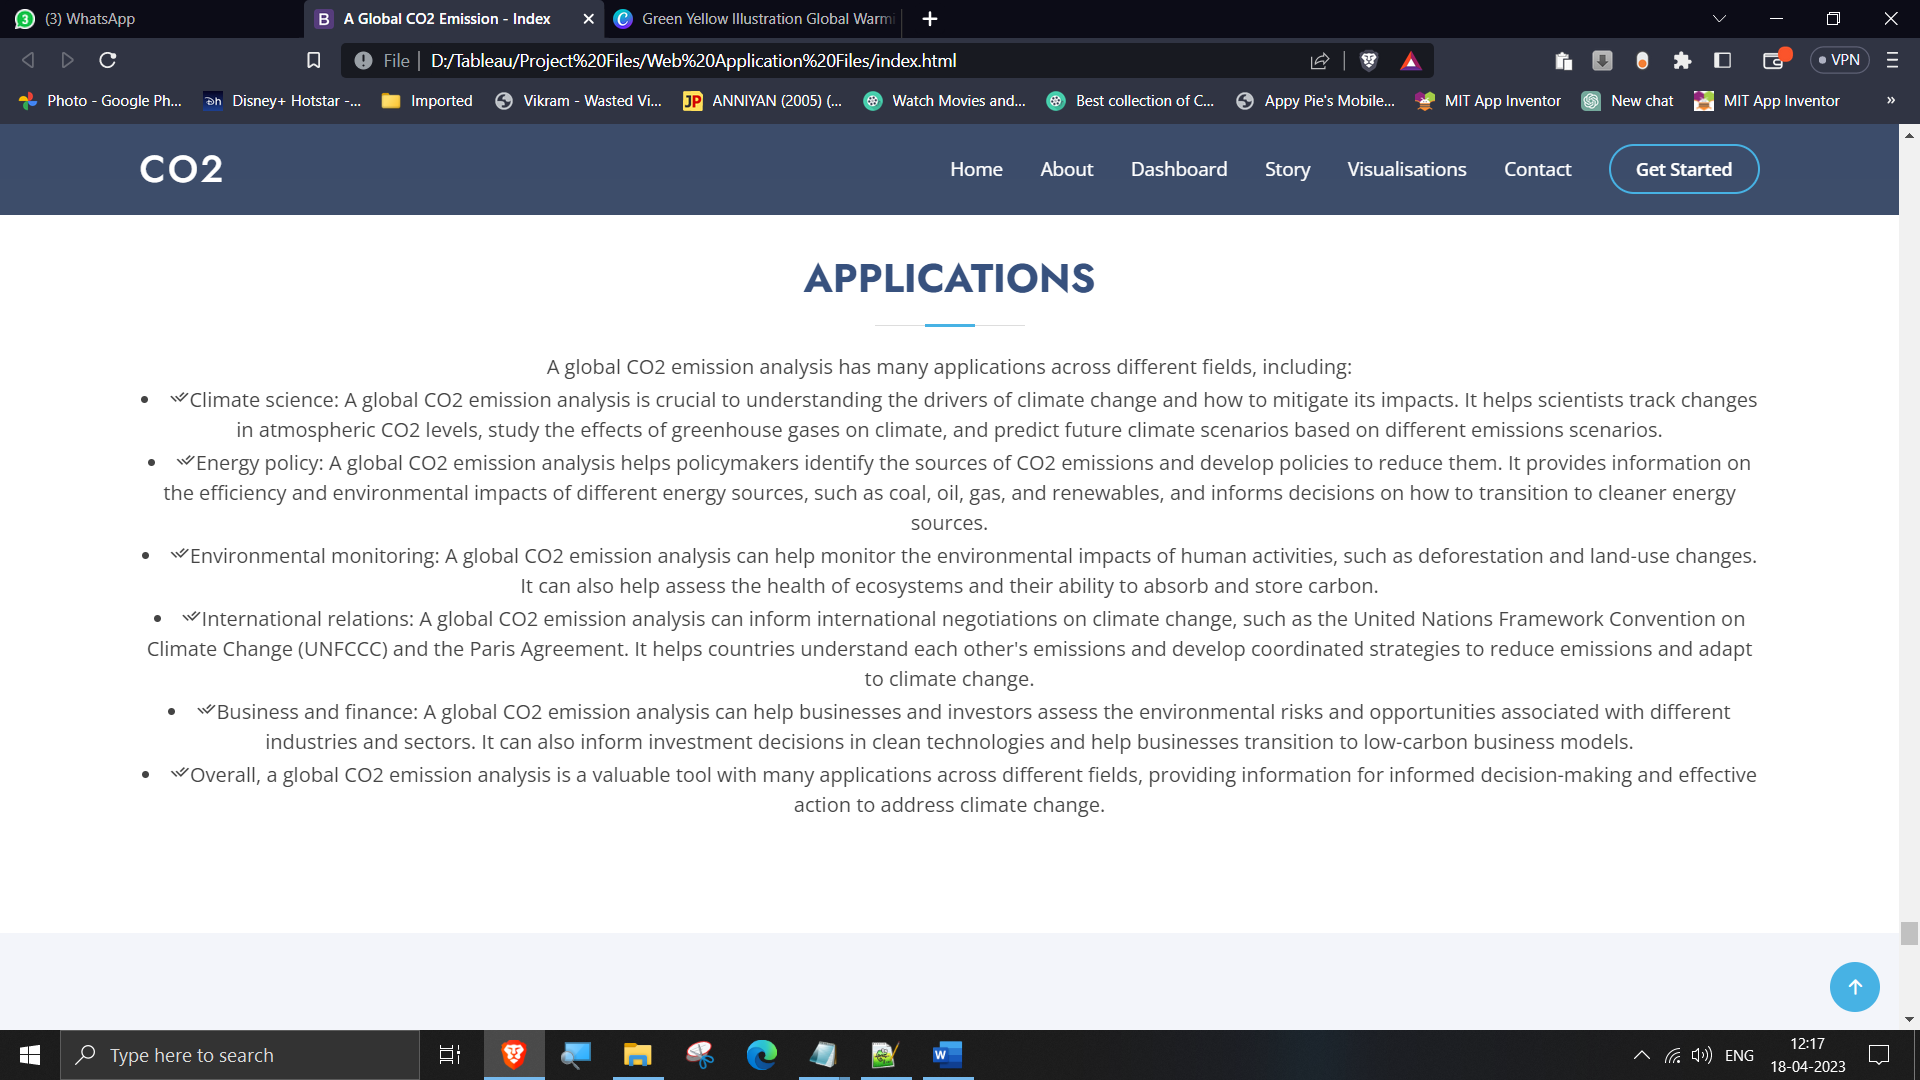 (3) WhatsApp
A Global CO2 Emission - Index
Green Yellow Illustration Global Warmi
File
D:/Tableau/Project%20Files/Web%20Application%20Files/index.html
VPN
Photo - Google Ph...
Disney+ Hotstar -...
Imported
Vikram - Wasted Vi...
ANNIYAN (2005) (...
Watch Movies and...
Best collection of C...
Appy Pie's Mobile...
MIT App Inventor
New chat
MIT App Inventor
»
CO2
Home
About
Dashboard
Story
Visualisations
Contact
Get Started
APPLICATIONS
A global CO2 emission analysis has many applications across different fields, including:
Climate science: A global CO2 emission analysis is crucial to understanding the drivers of climate change and how to mitigate its impacts. It helps scientists track changes
in atmospheric CO2 levels, study the effects of greenhouse gases on climate, and predict future climate scenarios based on different emissions scenarios.
Energy policy: A global CO2 emission analysis helps policymakers identify the sources of CO2 emissions and develop policies to reduce them. It provides information on
the efficiency and environmental impacts of different energy sources, such as coal, oil, gas, and renewables, and informs decisions on how to transition to cleaner energy
sources.
Environmental monitoring: A global CO2 emission analysis can help monitor the environmental impacts of human activities, such as deforestation and land-use changes.
It can also help assess the health of ecosystems and their ability to absorb and store carbon.
International relations: A global CO2 emission analysis can inform international negotiations on climate change, such as the United Nations Framework Convention on
Climate Change (UNFCCC) and the Paris Agreement. It helps countries understand each other's emissions and develop coordinated strategies to reduce emissions and adapt
to climate change.
Business and finance: A global CO2 emission analysis can help businesses and investors assess the environmental risks and opportunities associated with different
industries and sectors. It can also inform investment decisions in clean technologies and help businesses transition to low-carbon business models.
Overall, a global CO2 emission analysis is a valuable tool with many applications across different fields, providing information for informed decision-making and effective
action to address climate change.
Type here to search
ENG
12:17
18-04-2023